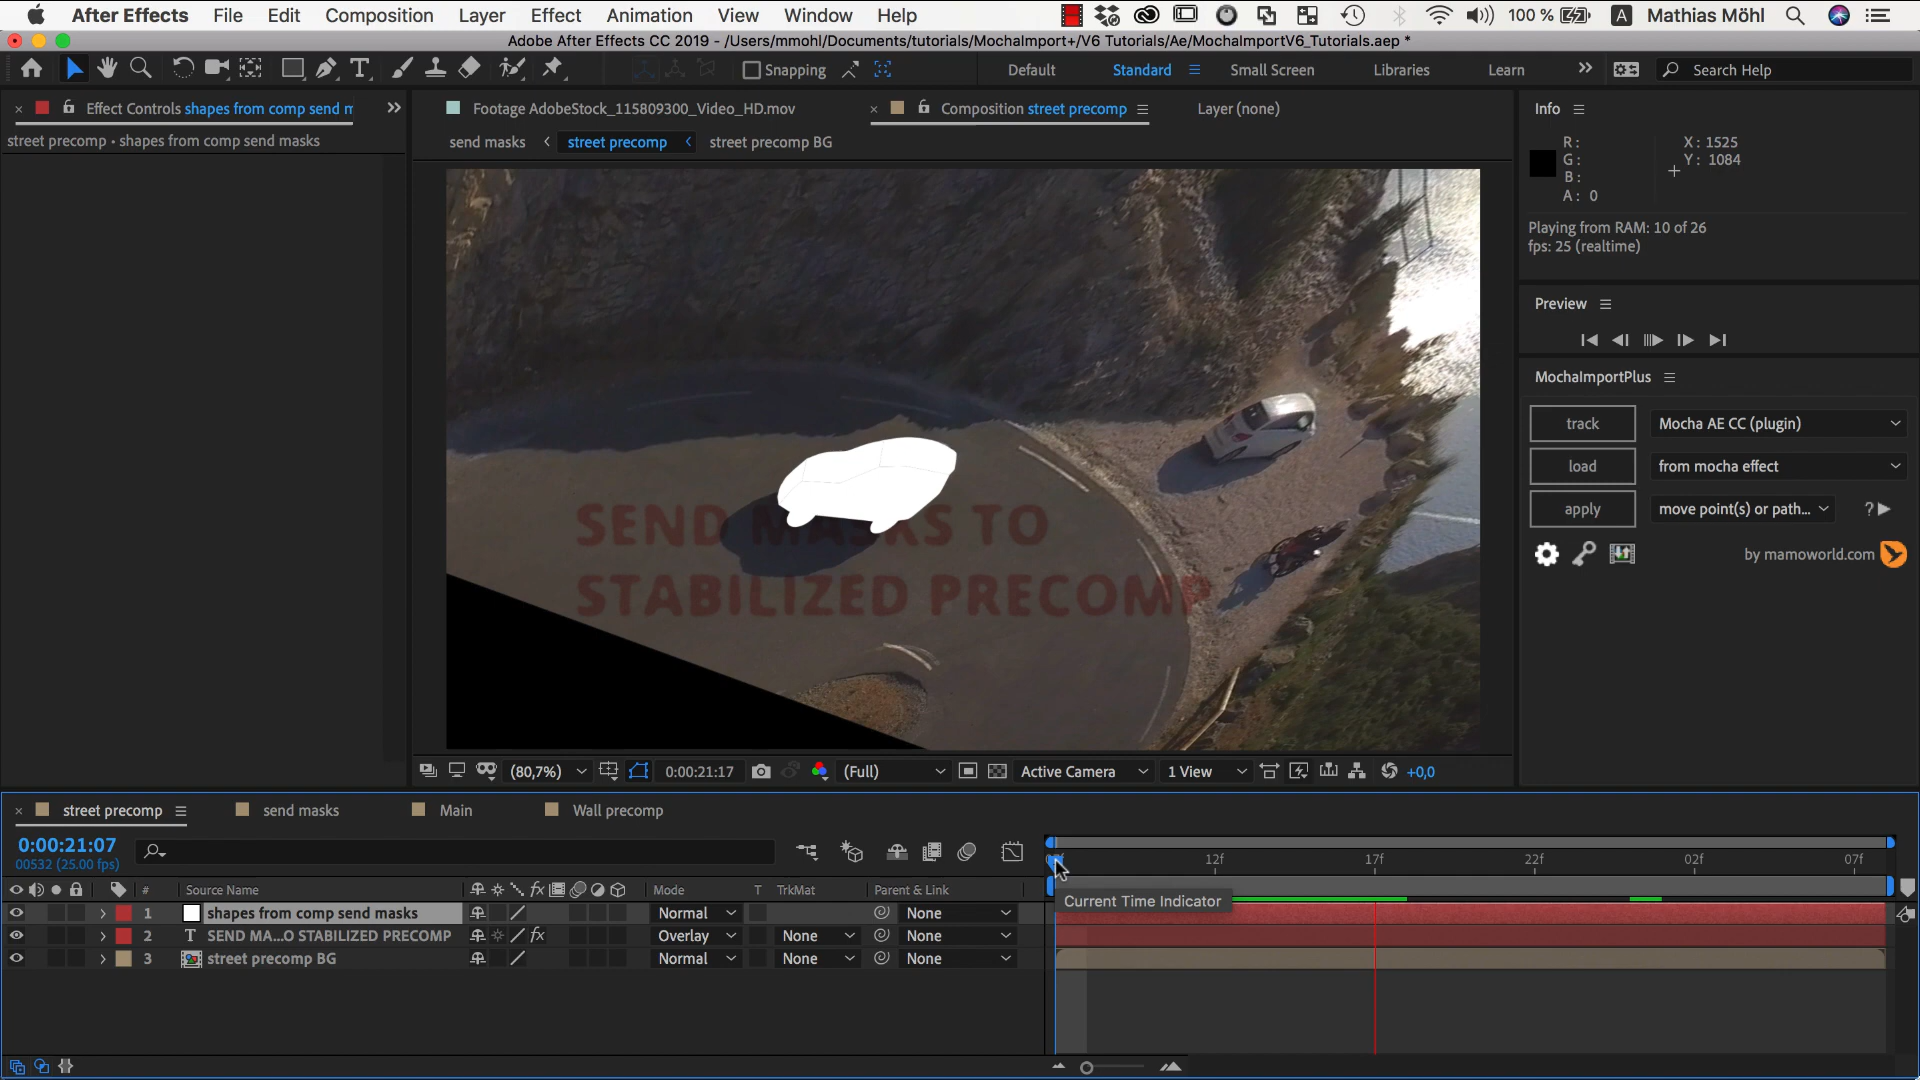 After Effects File Edit Composition Layer Effect Animation View Window Help 100 % A Mathias Möhl
Adobe After Effects CC 2019 - /Users/mmohl/Documents/tutorials/MochaImport+/V6 Tutorials/Ae/MochaImportV6_Tutorials.aep *
Snapping Default Standard Small Screen Libraries Learn Search Help
Effect Controls shapes from comp send m
Footage AdobeStock_115809300_Video_HD.mov
Composition street precomp
Layer (none)
Info
street precomp • shapes from comp send masks
send masks street precomp street precomp BG
R:
G:
B:
A: 0
X: 1525
Y: 1084
Playing from RAM: 10 of 26
fps: 25 (realtime)
Preview
MochaImportPlus
track Mocha AE CC (plugin)
load from mocha effect
apply move point(s) or path... ?
by mamoworld.com
SEND MASKS TO
STABILIZED PRECOMP
(80,7%) 0:00:21:17 (Full) Active Camera 1 View +0,0
street precomp send masks Main Wall precomp
0:00:21:07
00532 (25.00 fps)
12f 17f 22f 02f 07f
# Source Name fx Mode T TrkMat Parent & Link
Current Time Indicator
1 shapes from comp send masks Normal None
2 T SEND MA...O STABILIZED PRECOMP fx Overlay None None
3 street precomp BG Normal None None